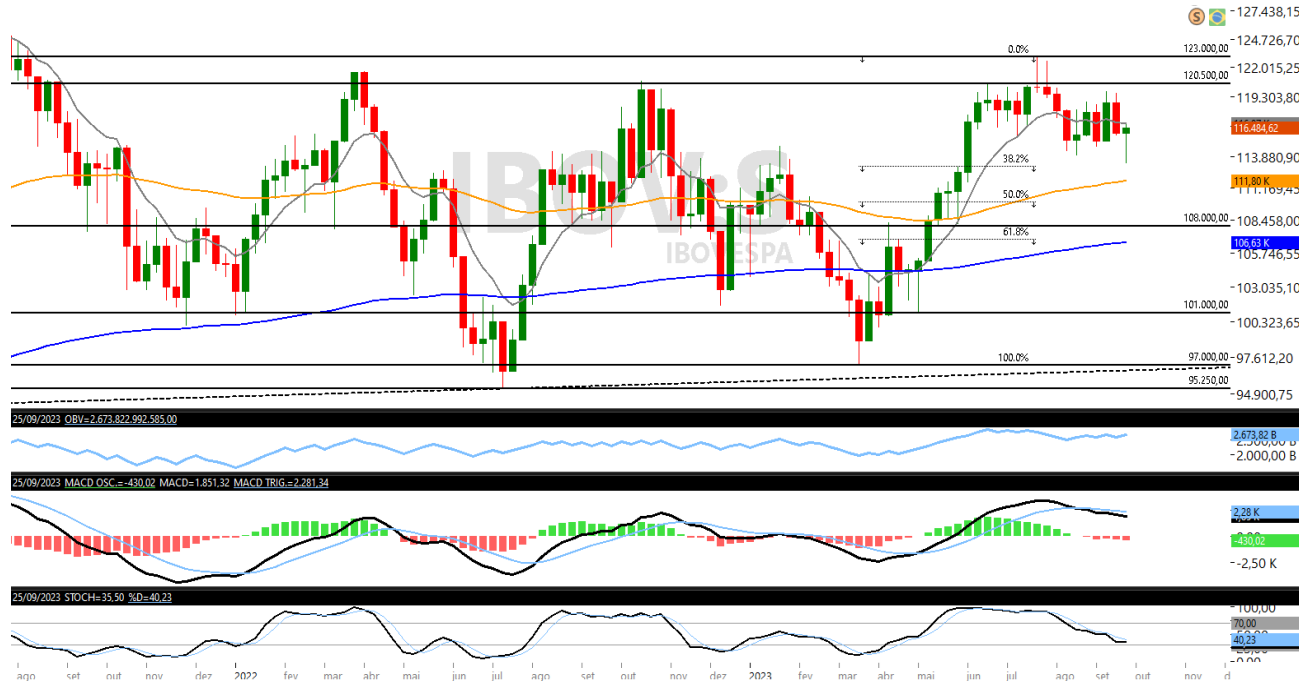 127.438,15
124.726,70
0.0%
123.000,00
122.015,25
120.500,00
119.303,80
116.484,62
IBOV:S
38.2%
113.880,90
111,80 K
111.169,45
50.0%
108.000,00
108.458,00
61.8%
IBOVESPA
106,63 K
105.746,55
103.035,10
101.000,00
100.323,65
100.0%
97.000,00
97.612,20
95.250,00
94.900,75
25/09/2023 OBV=2.673.822.992.585,00
2.673,82 B
2.000,00 B
25/09/2023 MACD OSC.=-430,02 MACD=1.851,32 MACD TRIG.=2.281,34
2,28 K
-430,02
-2,50 K
25/09/2023 STOCH=35,50 %D=40,23
100,00
70,00
40,23
0,00
ago set out nov dez 2022 fev mar abr mai jun jul ago set out nov dez 2023 fev mar abr mai jun jul ago set out nov d